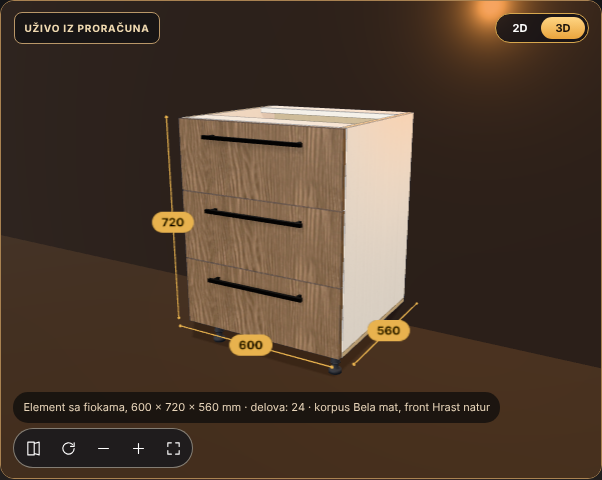 UŽIVO IZ PRORAČUNA
2D
3D
720
600
560
Element sa fiokama, 600 × 720 × 560 mm · delova: 24 · korpus Bela mat, front Hrast natur